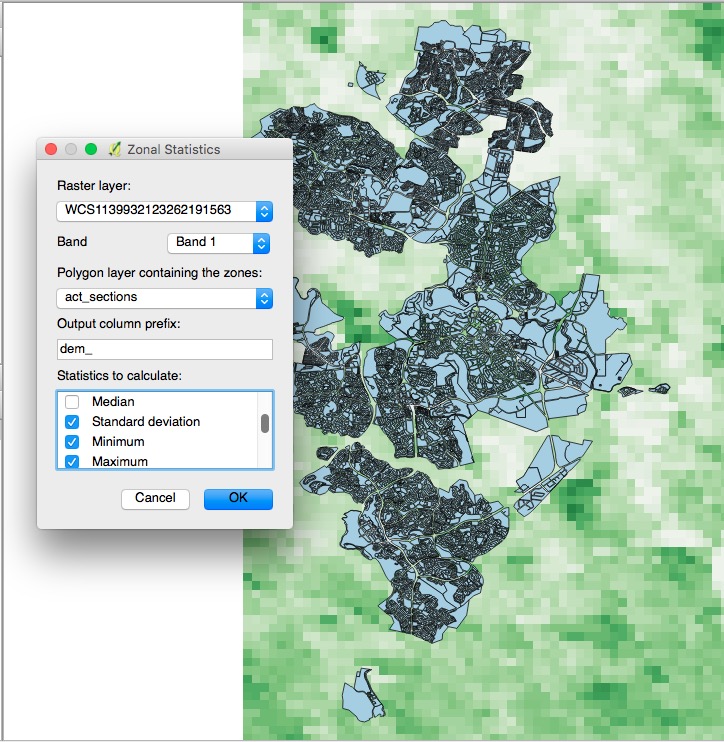 Zonal Statistics
Raster layer:
WCS1139932123262191563
Band
Band 1
Polygon layer containing the zones:
act_sections
Output column prefix:
dem_
Statistics to calculate:
Median
Standard deviation
Minimum
Maximum
Cancel
OK